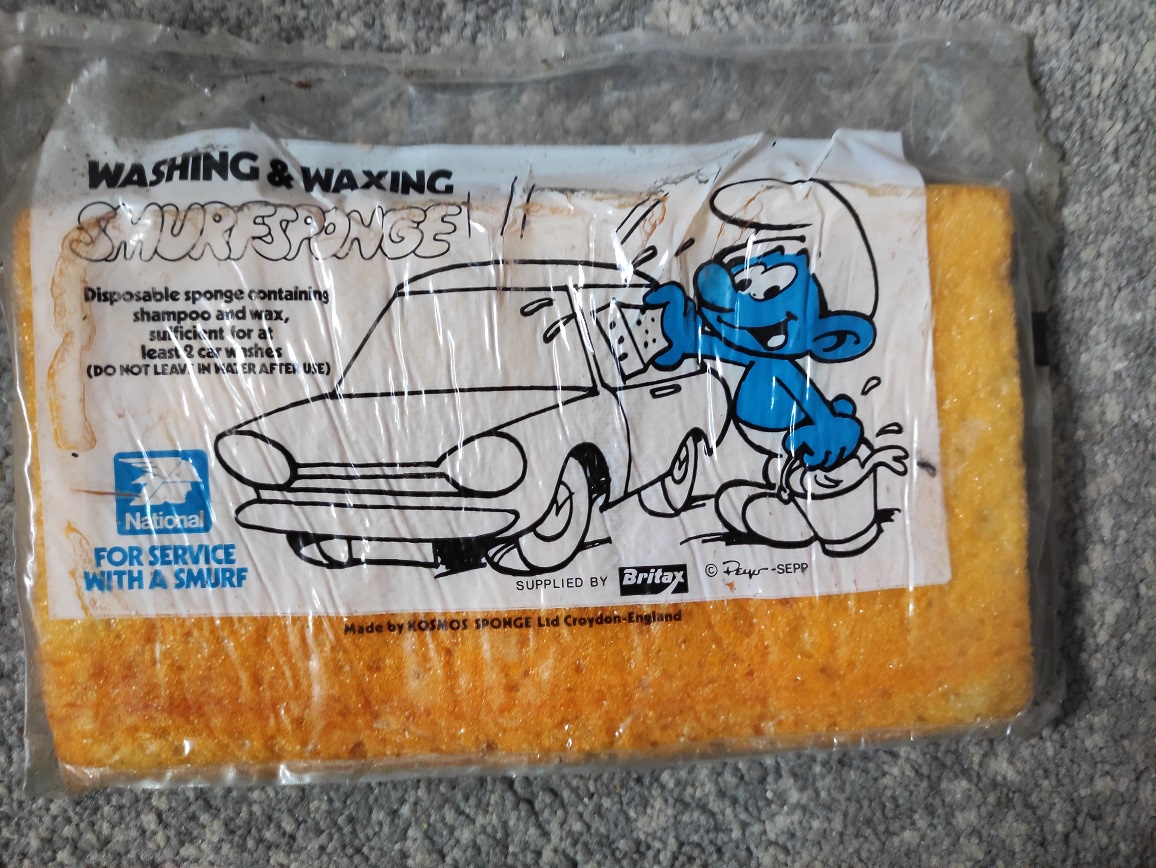 WASHING & WAXING
SMURFSPONGE
Disposable sponge containing
shampoo and wax,
sufficient for at
least 2 car washes
(DO NOT LEAVE IN WATER AFTER USE)
National
FOR SERVICE
WITH A SMURF
SUPPLIED BY Britax © Peyo -SEPP
Made by KOSMOS SPONGE Ltd Croydon-England